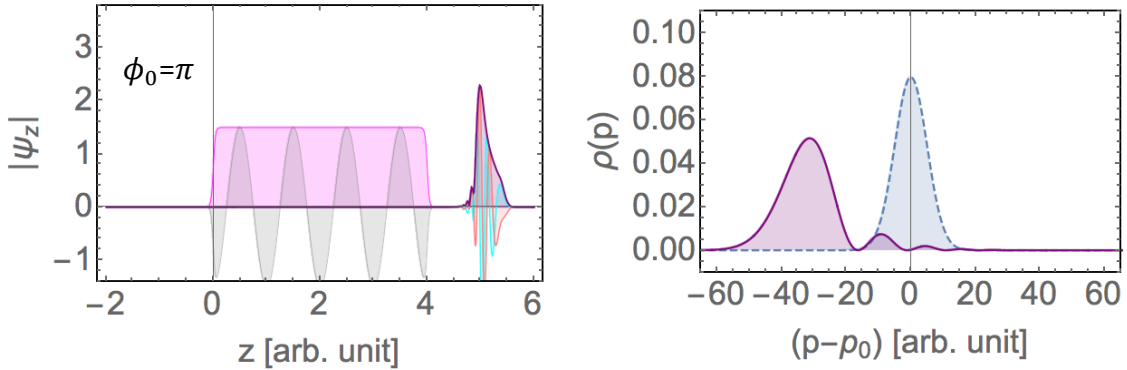 ϕ₀=π
|Ψz|
3
2
1
0
−1
−2 0 2 4 6
z [arb. unit]
ρ(p)
0.10
0.08
0.06
0.04
0.02
0.00
−60 −40 −20 0 20 40 60
(p−p₀) [arb. unit]